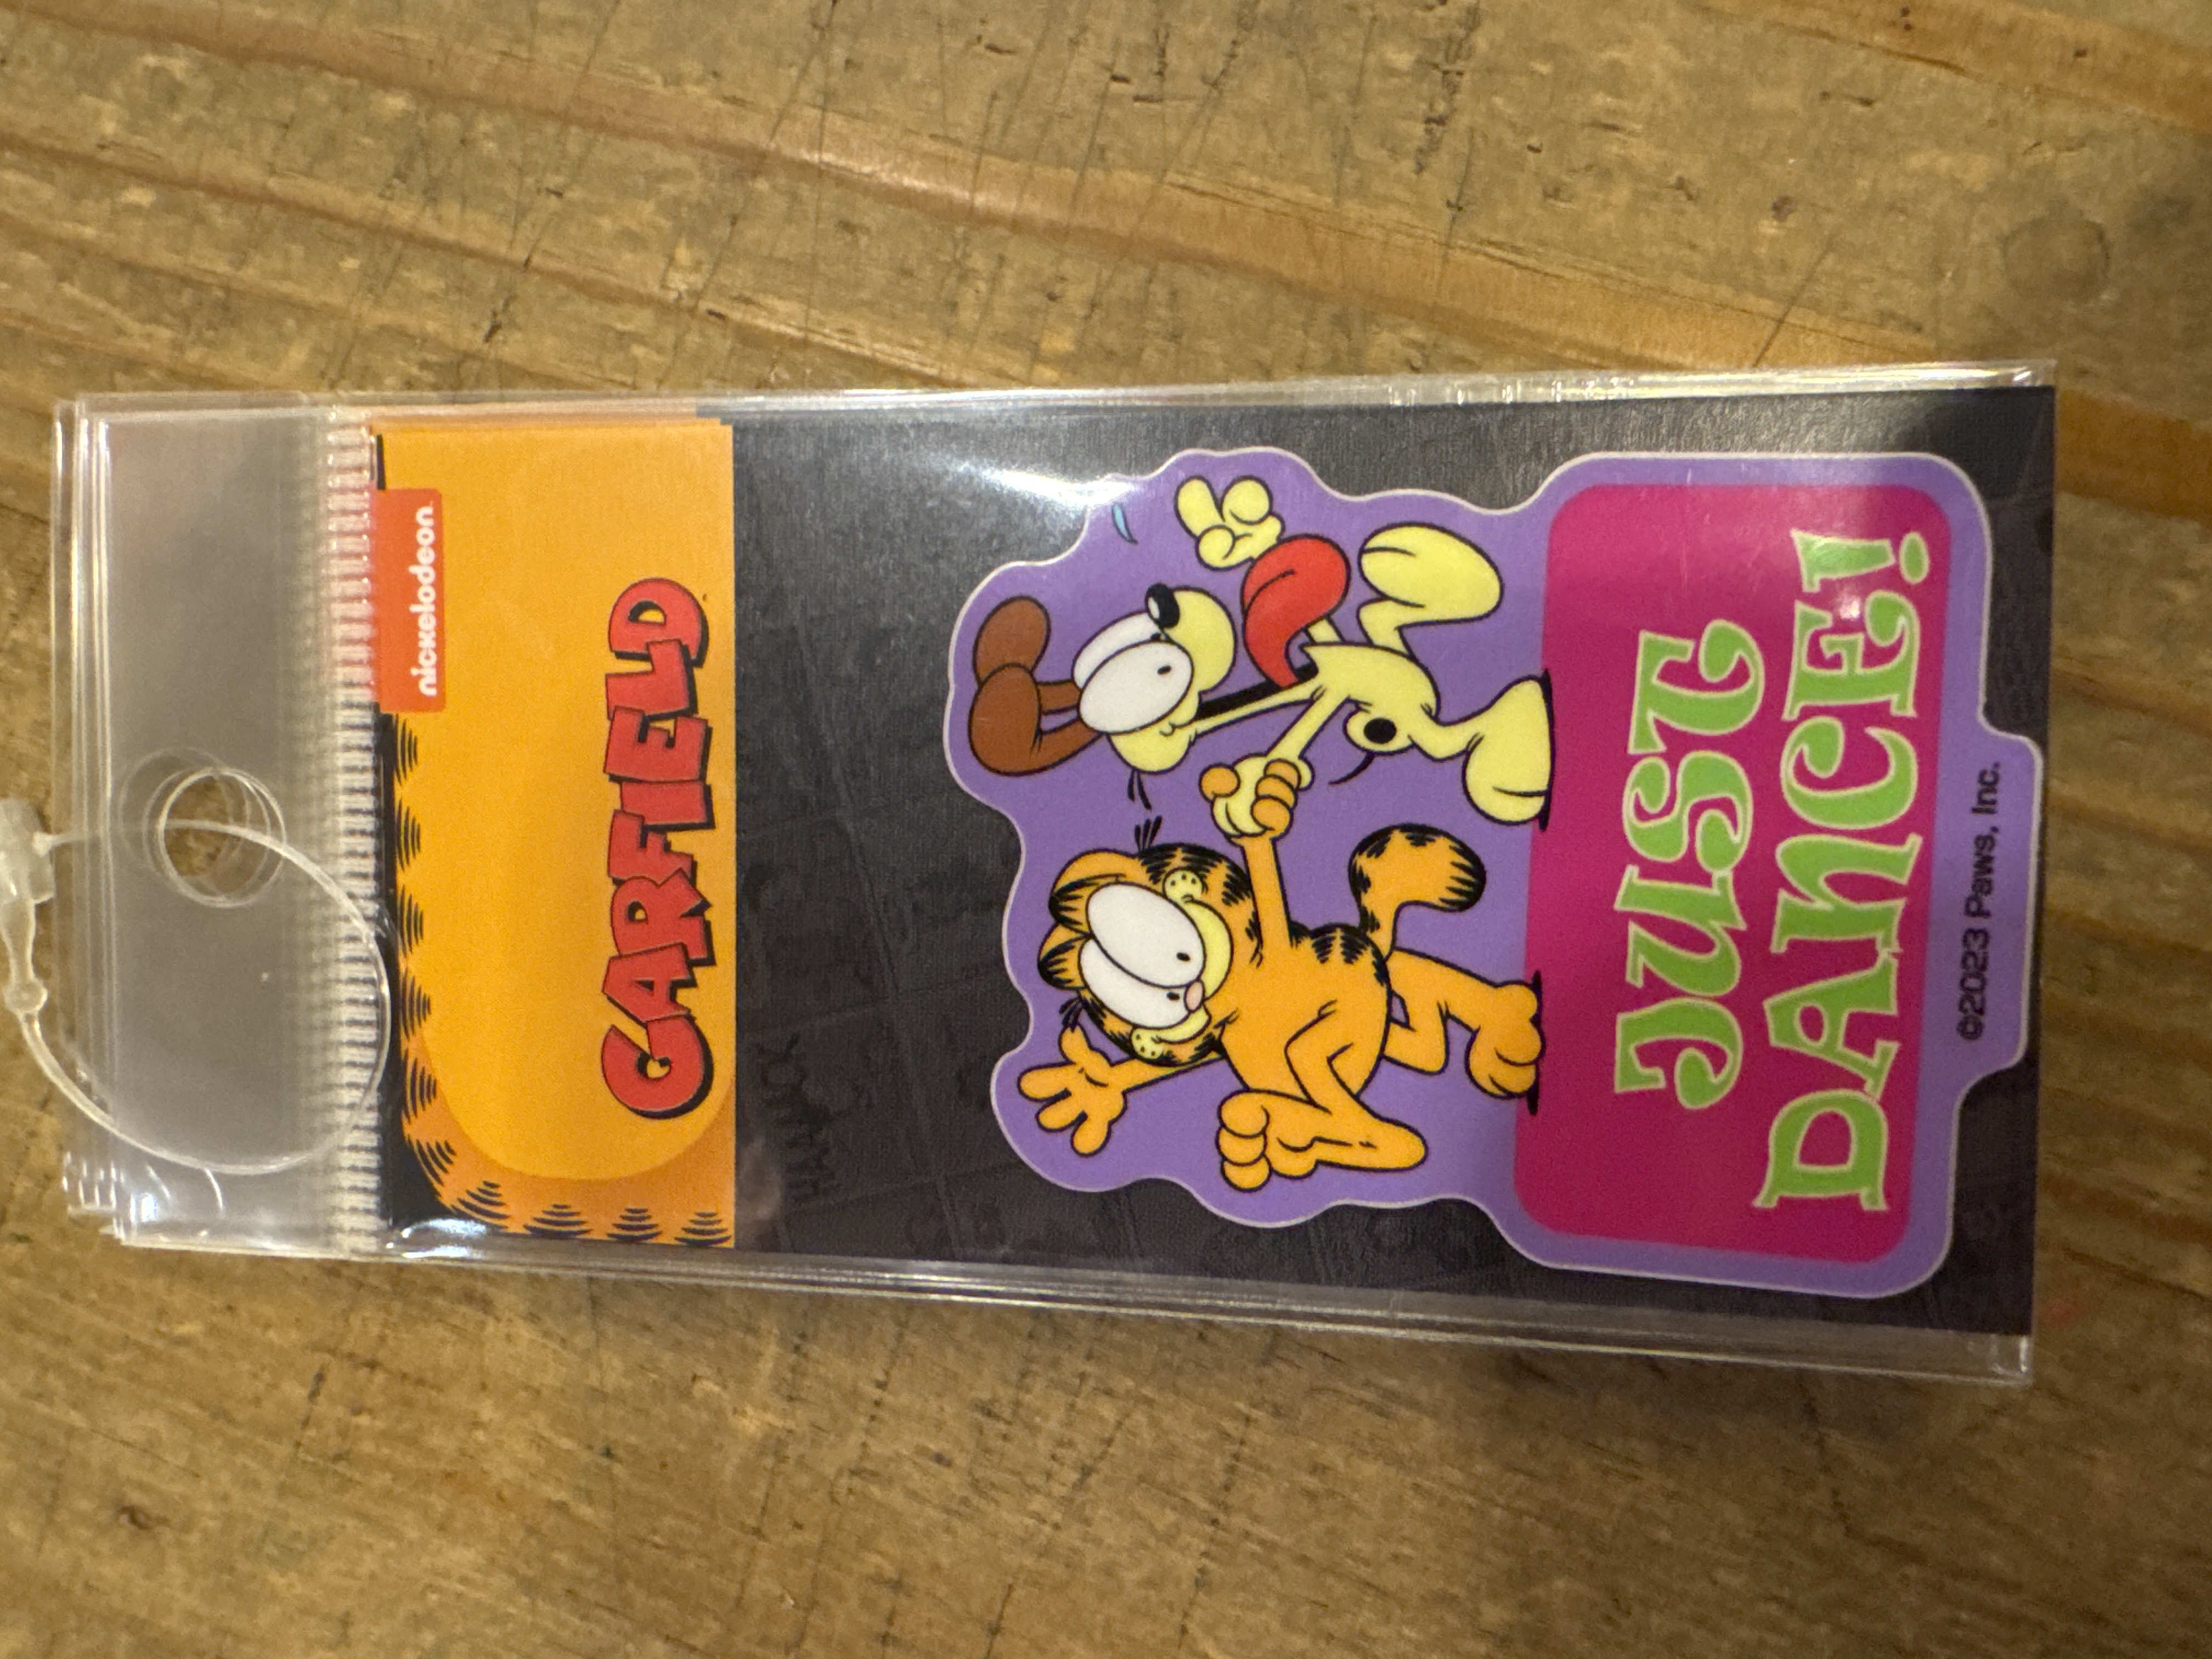 nickelodeon
GARFIELD
JUST
DANCE!
©2023 Paws, Inc.